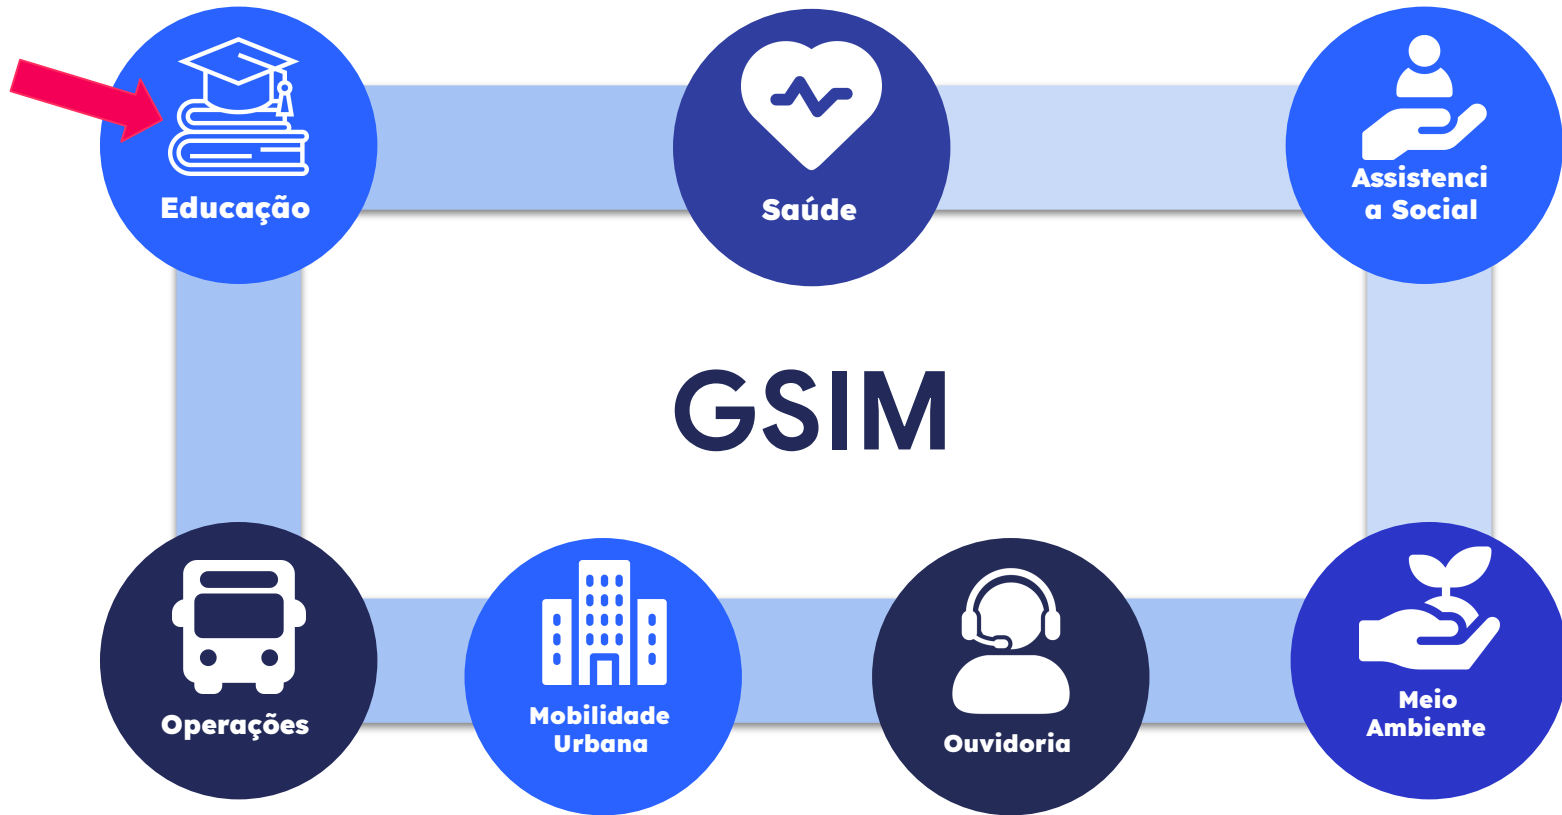 Educação
Saúde
Assistenci
a Social
GSIM
Operações
Mobilidade
Urbana
Ouvidoria
Meio
Ambiente